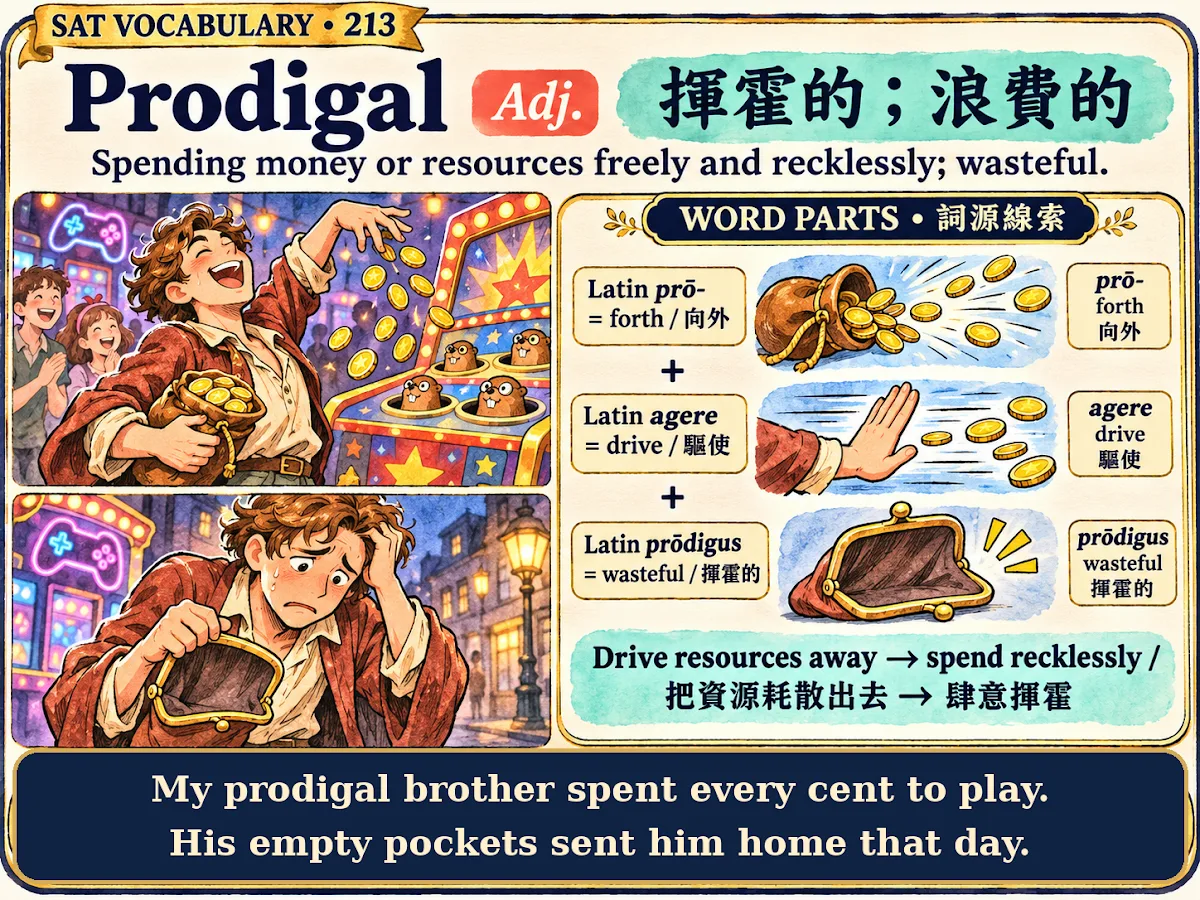 SAT VOCABULARY • 213
Prodigal
Adj.
揮霍的；浪費的
Spending money or resources freely and recklessly; wasteful.
WORD PARTS • 詞源線索
Latin prō-
= forth / 向外
prō-
forth
向外
+
Latin agere
= drive / 驅使
agere
drive
驅使
+
Latin prōdigus
= wasteful / 揮霍的
prōdigus
wasteful
揮霍的
Drive resources away → spend recklessly /
把資源耗散出去 → 肆意揮霍
My prodigal brother spent every cent to play.
His empty pockets sent him home that day.